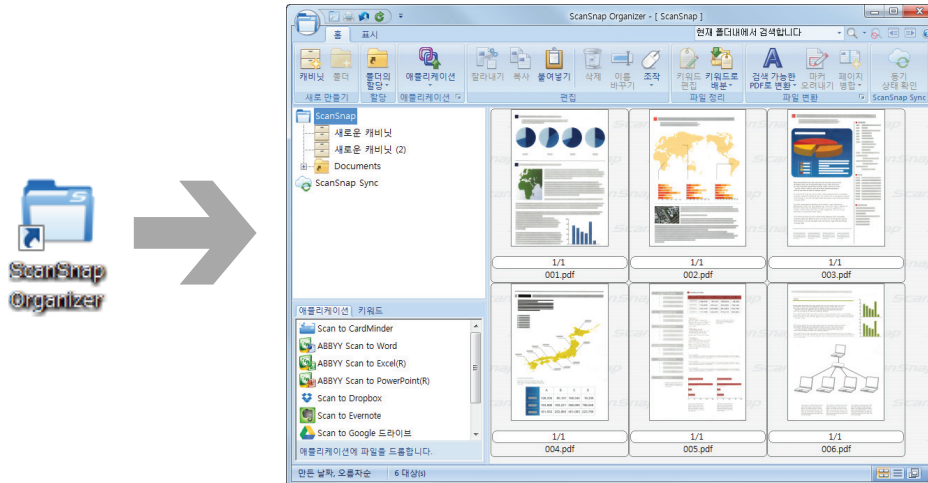 ScanSnap
Organizer
ScanSnap Organizer - [ ScanSnap ]
홈 표시
현재 폴더내에서 검색합니다
캐비닛 폴더 폴더의 할당 애플리케이션 잘라내기 복사 붙여넣기 삭제 이름 바꾸기 조작 키워드 편집 키워드로 배분 검색 가능한 PDF로 변환 마커 오려내기 페이지 병합 동기 상태 확인
새로 만들기 할당 애플리케이션 편집 파일 정리 파일 변환 ScanSnap Sync
ScanSnap
새로운 캐비닛
새로운 캐비닛 (2)
Documents
ScanSnap Sync
1/1 1/1 1/1
001.pdf 002.pdf 003.pdf
애플리케이션 키워드
Scan to CardMinder
ABBYY Scan to Word
ABBYY Scan to Excel(R)
ABBYY Scan to PowerPoint(R)
Scan to Dropbox
Scan to Evernote
Scan to Google 드라이브
애플리케이션에 파일을 드롭합니다.
1/1 1/1 1/1
004.pdf 005.pdf 006.pdf
만든 날짜, 오름차순 6 대상(s)